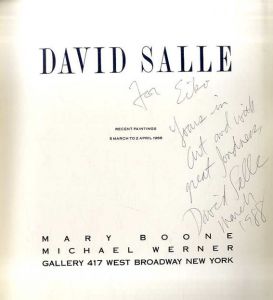 DAVID SALLE
For Eiko
Yours in
Art and with
great fondness,
David Salle
March
1988
RECENT PAINTINGS
5 MARCH TO 2 APRIL 1988
MARY BOONE
MICHAEL WERNER
GALLERY 417 WEST BROADWAY NEW YORK